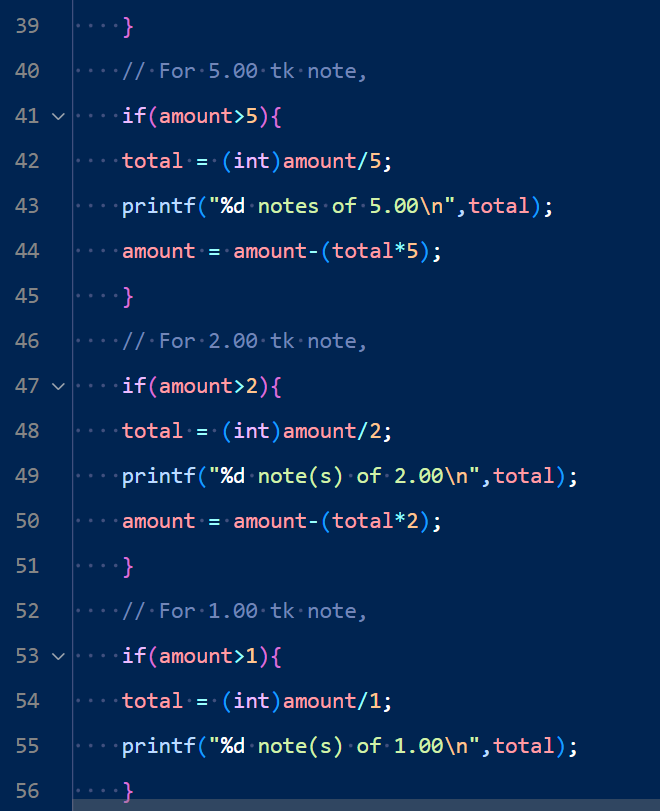 39 }
40 // For 5.00 tk note,
41 if(amount>5){
42 total = (int)amount/5;
43 printf("%d notes of 5.00\n",total);
44 amount = amount-(total*5);
45 }
46 // For 2.00 tk note,
47 if(amount>2){
48 total = (int)amount/2;
49 printf("%d note(s) of 2.00\n",total);
50 amount = amount-(total*2);
51 }
52 // For 1.00 tk note,
53 if(amount>1){
54 total = (int)amount/1;
55 printf("%d note(s) of 1.00\n",total);
56 }